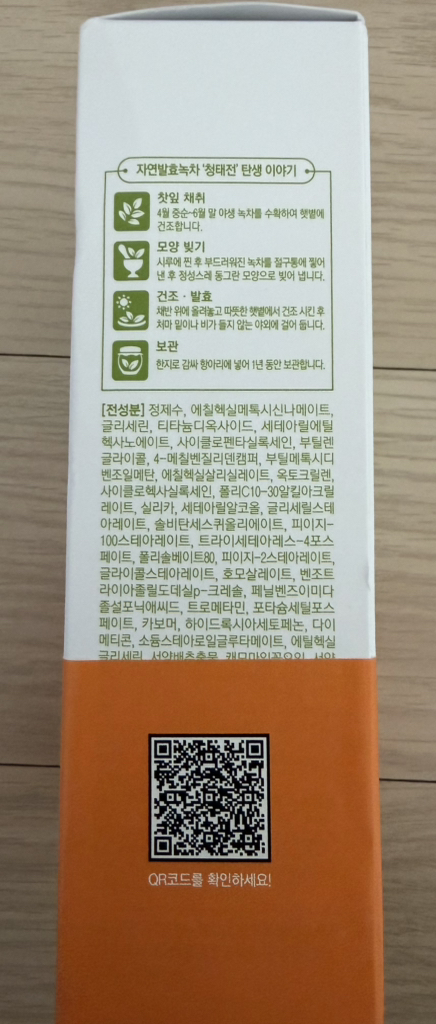 자연발효녹차 '청태전' 탄생 이야기
찻잎 채취
4월 중순~6월 말 야생 녹차를 수확하여 햇볕에
건조합니다.
모양 빚기
시루에 찐 후 부드러워진 녹차를 절구통에 찧어
낸 후 정성스레 동그란 모양으로 빚어 냅니다.
건조 · 발효
채반 위에 올려놓고 따뜻한 햇볕에서 건조 시킨 후
처마 밑이나 비가 들지 않는 야외에 걸어 둡니다.
보관
한지로 감싸 항아리에 넣어 1년 동안 보관합니다.
[전성분] 정제수, 에칠헥실메톡시신나메이트,
글리세린, 티타늄디옥사이드, 세테아릴에틸
헥사노에이트, 사이클로펜타실록세인, 부틸렌
글라이콜, 4-메칠벤질리덴캠퍼, 부틸메톡시디
벤조일메탄, 에칠헥실살리실레이트, 옥토크릴렌,
사이클로헥사실록세인, 폴리C10-30알킬아크릴
레이트, 실리카, 세테아릴알코올, 글리세릴스테
아레이트, 솔비탄세스퀴올리에이트, 피이지-
100스테아레이트, 트라이세테아레스-4포스
페이트, 폴리솔베이트80, 피이지-2스테아레이트,
글라이콜스테아레이트, 호모살레이트, 벤조트
라이아졸릴도데실p-크레솔, 페닐벤즈이미다
졸설포닉애씨드, 트로메타민, 포타슘세틸포스
페이트, 카보머, 하이드록시아세토페논, 다이
메티콘, 소듐스테아로일글루타메이트, 에틸헥실
글리세린, 서양배추출물, 캐모마일꽃오일, 서양
QR코드를 확인하세요!